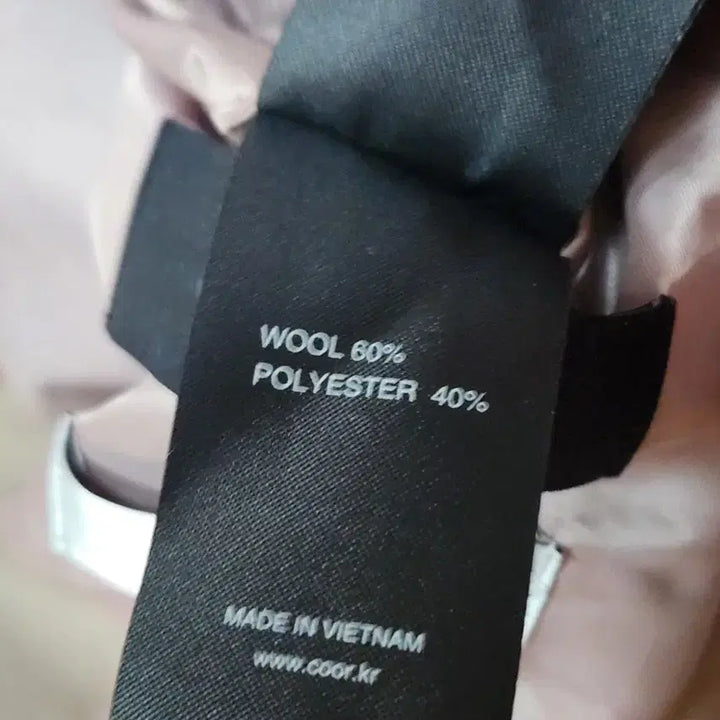 WOOL 60%
POLYESTER 40%
MADE IN VIETNAM
www.coor.kr